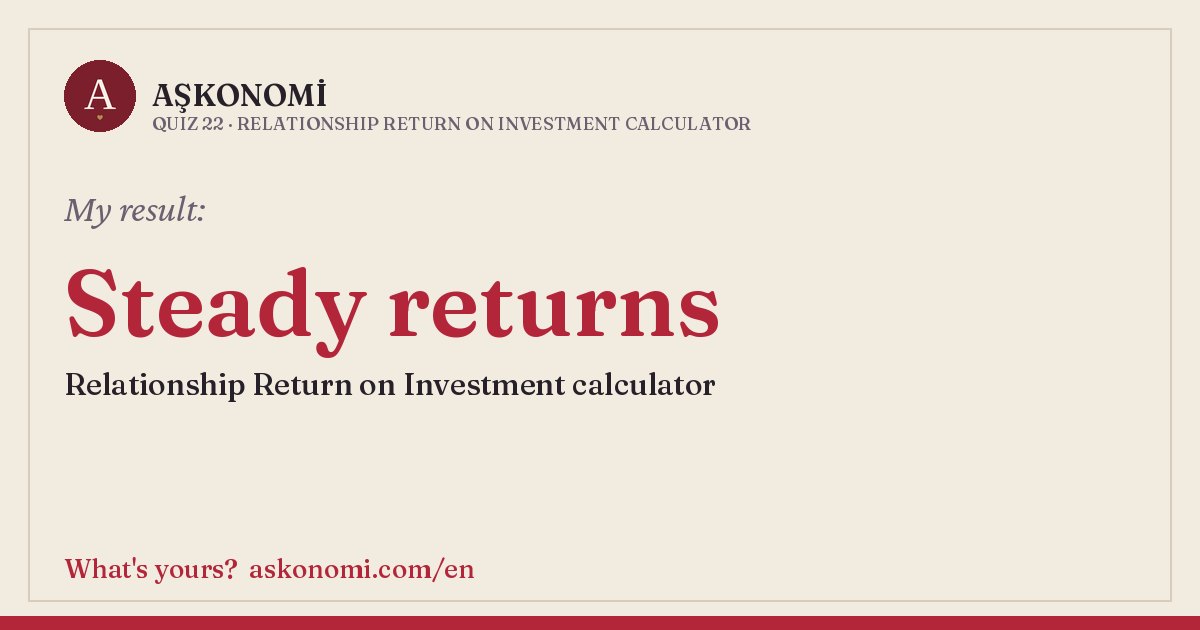 A
AŞKONOMİ
QUIZ 22 · RELATIONSHIP RETURN ON INVESTMENT CALCULATOR
My result:
Steady returns
Relationship Return on Investment calculator
What's yours? askonomi.com/en